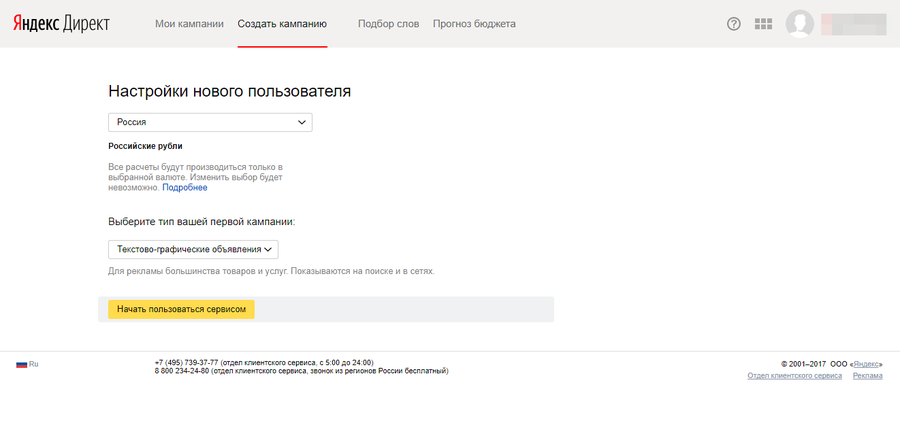 Яндекс Директ
Мои кампании Создать кампанию Подбор слов Прогноз бюджета
?
Настройки нового пользователя
Россия
Российские рубли
Все расчеты будут производиться только в
выбранной валюте. Изменить выбор будет
невозможно. Подробнее
Выберите тип вашей первой кампании:
Текстово-графические объявления
Для рекламы большинства товаров и услуг. Показываются на поиске и в сетях.
Начать пользоваться сервисом
Ru
+7 (495) 739-37-77 (отдел клиентского сервиса, с 5:00 до 24:00)
8 800 234-24-80 (отдел клиентского сервиса, звонок из регионов России бесплатный)
© 2001–2017 ООО «Яндекс»
Отдел клиентского сервиса Реклама